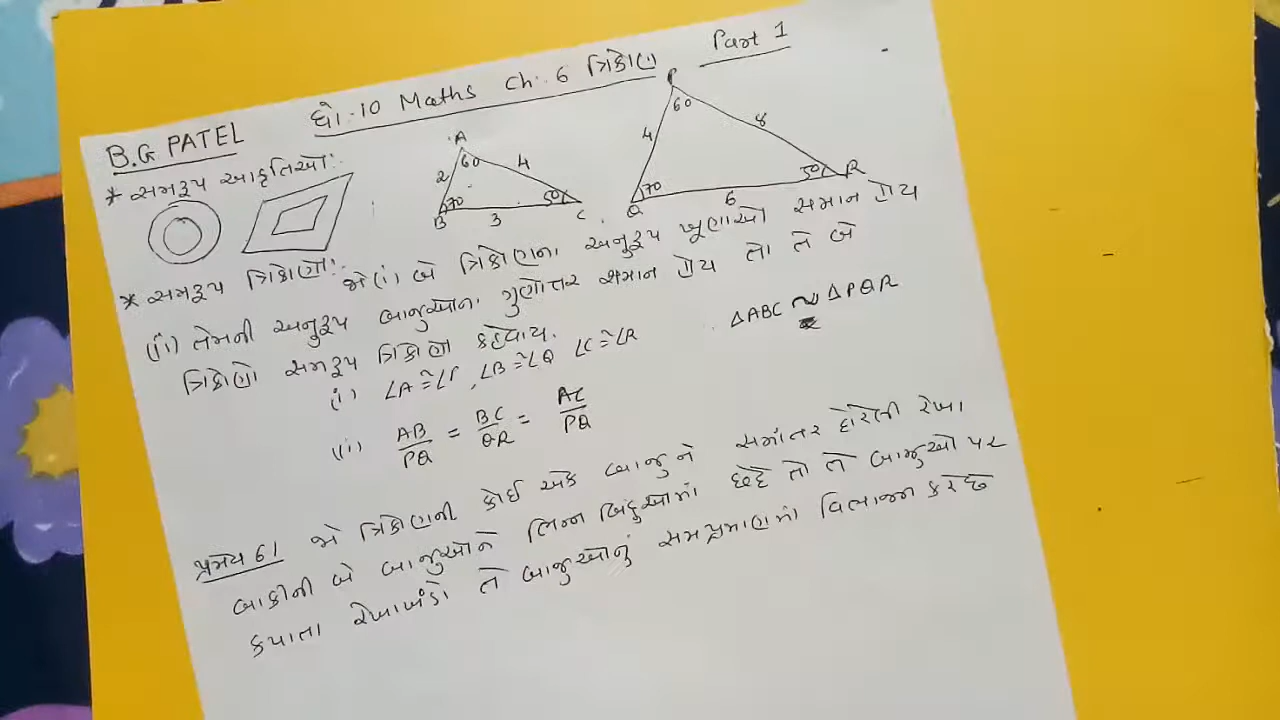 ધો.10 Maths Ch: 6 ત્રિકોણ Part 1
B.G PATEL
* સમરૂપ આકૃતિઓ:
A 60 2 4 B 70 3 50 C
P 60 4 8 Q 70 6 50 R
* સમરૂપ ત્રિકોણો: જો (i) બે ત્રિકોણના અનુરૂપ ખૂણાઓ સમાન હોય
(ii) તેમની અનુરૂપ બાજુઓના ગુણોત્તર સમાન હોય તો તે બે
ત્રિકોણો સમરૂપ ત્રિકોણો કહેવાય.
ΔABC ~ ΔPQR
(i) ∠A ≅ ∠P, ∠B ≅ ∠Q ∠C ≅ ∠R
(ii) AB/PQ = BC/QR = AC/PQ
પ્રમેય 6.1 જો ત્રિકોણની કોઈ એક બાજુને સમાંતર દોરેલી રેખા
બાકીની બે બાજુઓને ભિન્ન બિંદુઓમાં છેદે તો તે બાજુઓ પર
કપાતા રેખાખંડો તે બાજુઓનું સમપ્રમાણમાં વિભાજન કરે છે